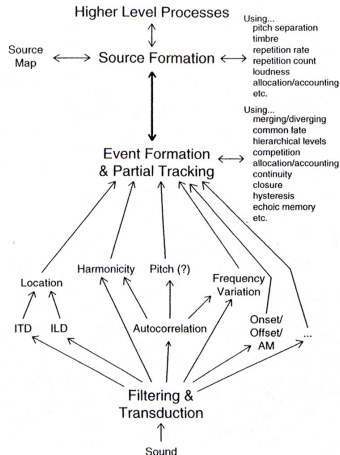 Higher Level Processes
Using...
pitch separation
timbre
repetition rate
repetition count
loudness
allocation/accounting
etc.
Source
Map
Source Formation
Using...
merging/diverging
common fate
hierarchical levels
competition
allocation/accounting
continuity
closure
hysteresis
echoic memory
etc.
Event Formation
& Partial Tracking
Location
Harmonicity
Pitch (?)
Frequency
Variation
ITD
ILD
Autocorrelation
Onset/
Offset/
AM
...
Filtering &
Transduction
Sound